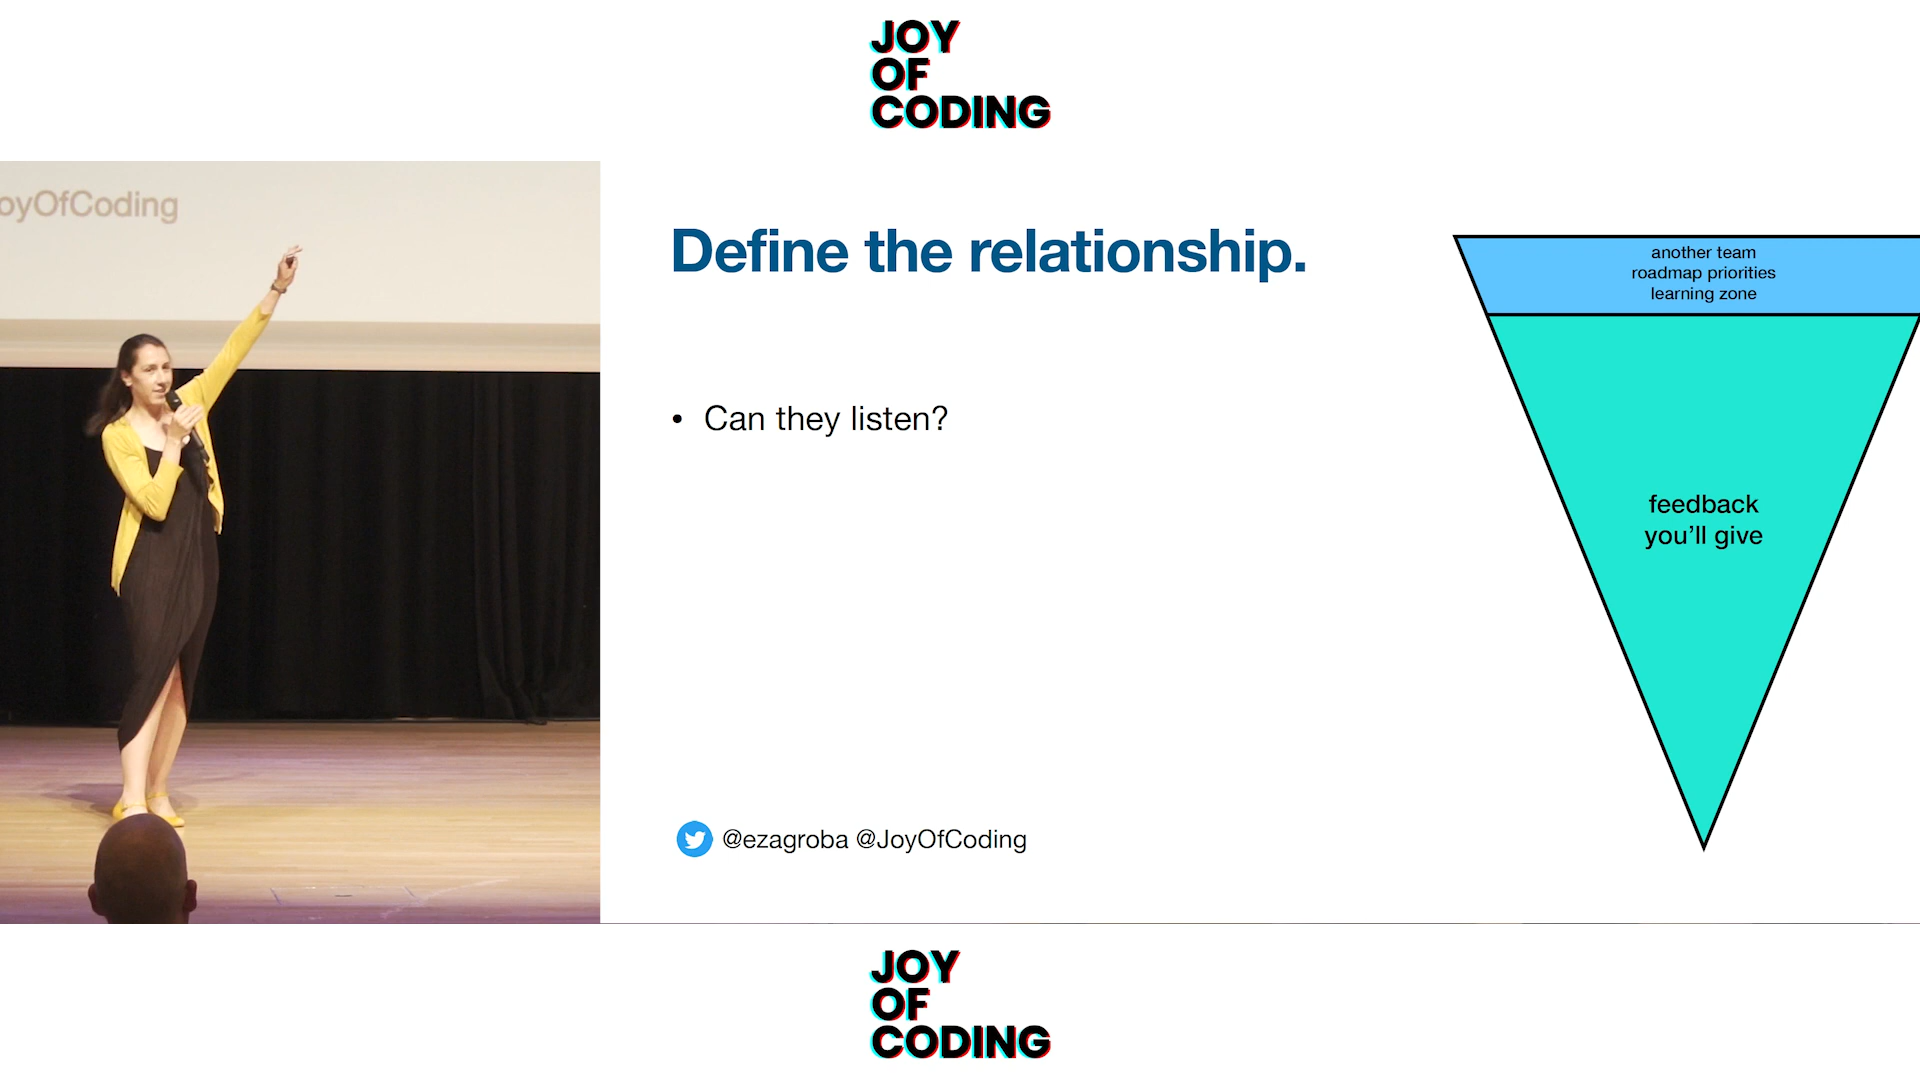 JOY
OF
CODING
oyOfCoding
Define the relationship.
• Can they listen?
another team
roadmap priorities
learning zone
feedback
you'll give
@ezagroba @JoyOfCoding
JOY
OF
CODING